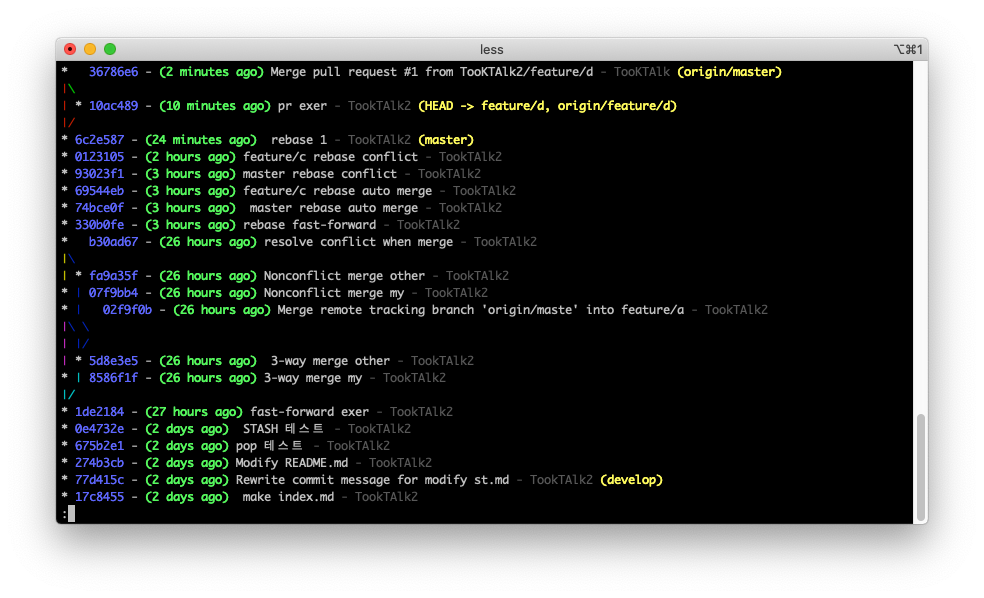 less
⌥⌘1
*   36786e6 - (2 minutes ago) Merge pull request #1 from TooKTAlk2/feature/d - TooKTAlk (origin/master)
|\
| * 10ac489 - (10 minutes ago) pr exer - TookTAlk2 (HEAD -> feature/d, origin/feature/d)
|/
* 6c2e587 - (24 minutes ago)  rebase 1 - TookTAlk2 (master)
* 0123105 - (2 hours ago) feature/c rebase conflict - TookTAlk2
* 93023f1 - (3 hours ago) master rebase conflict - TookTAlk2
* 69544eb - (3 hours ago) feature/c rebase auto merge - TookTAlk2
* 74bce0f - (3 hours ago)  master rebase auto merge - TookTAlk2
* 330b0fe - (3 hours ago) rebase fast-forward - TookTAlk2
*   b30ad67 - (26 hours ago) resolve conflict when merge - TookTAlk2
|\
| * fa9a35f - (26 hours ago) Nonconflict merge other - TookTAlk2
* | 07f9bb4 - (26 hours ago) Nonconflict merge my - TookTAlk2
* |   02f9f0b - (26 hours ago) Merge remote tracking branch 'origin/maste' into feature/a - TookTAlk2
|\ \
| |/
| * 5d8e3e5 - (26 hours ago)  3-way merge other - TookTAlk2
* | 8586f1f - (26 hours ago) 3-way merge my - TookTAlk2
|/
* 1de2184 - (27 hours ago) fast-forward exer - TookTAlk2
* 0e4732e - (2 days ago)  STASH 테스트 - TookTAlk2
* 675b2e1 - (2 days ago) pop 테스트 - TookTAlk2
* 274b3cb - (2 days ago) Modify README.md - TookTAlk2
* 77d415c - (2 days ago) Rewrite commit message for modify st.md - TookTAlk2 (develop)
* 17c8455 - (2 days ago)  make index.md - TookTAlk2
: